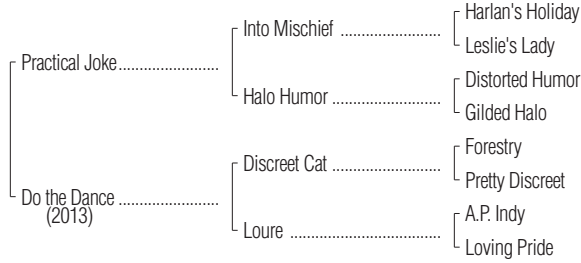 Harlan's Holiday
Into Mischief
Leslie's Lady
Practical Joke
Distorted Humor
Halo Humor
Gilded Halo
Forestry
Discreet Cat
Pretty Discreet
Do the Dance
(2013)
A.P. Indy
Loure
Loving Pride